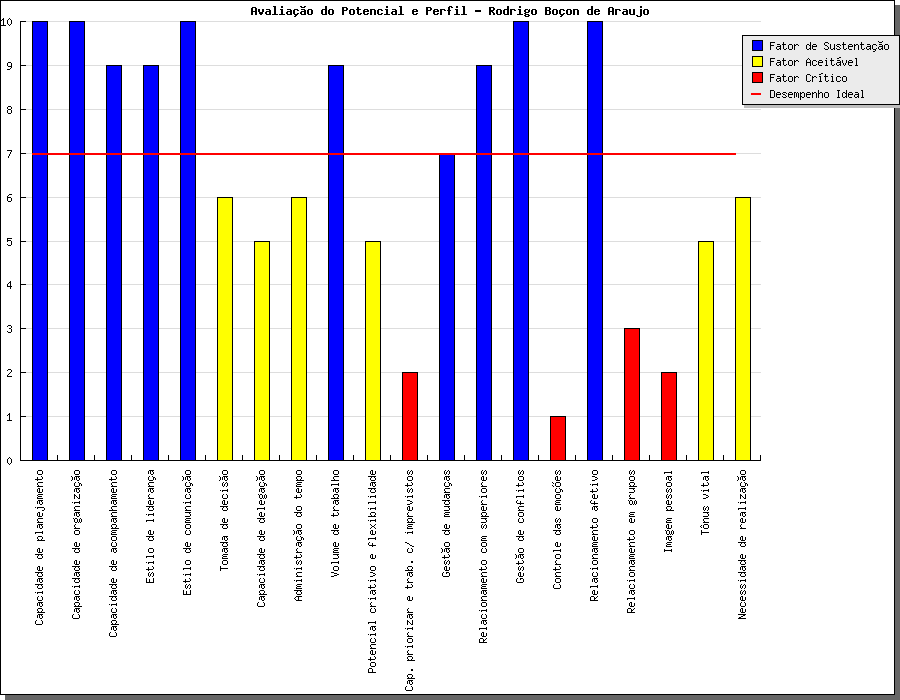 Avaliação do Potencial e Perfil - Rodrigo Boçon de Araujo
Fator de Sustentação
Fator Aceitável
Fator Crítico
Desempenho Ideal
10
9
8
7
6
5
4
3
2
1
0
Capacidade de planejamento
Capacidade de organização
Capacidade de acompanhamento
Estilo de liderança
Estilo de comunicação
Tomada de decisão
Capacidade de delegação
Administração do tempo
Volume de trabalho
Potencial criativo e flexibilidade
Cap. priorizar e trab. c/ imprevistos
Gestão de mudanças
Relacionamento com superiores
Gestão de conflitos
Controle das emoções
Relacionamento afetivo
Relacionamento em grupos
Imagem pessoal
Tônus vital
Necessidade de realização